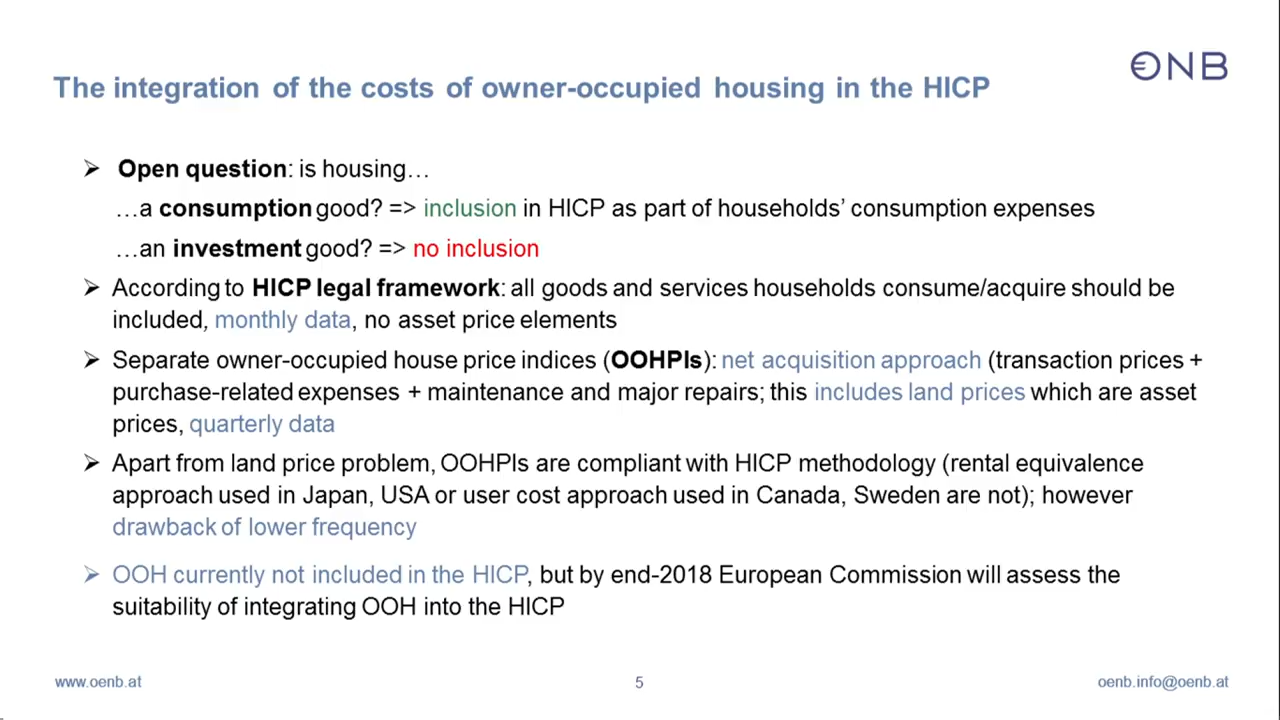 The integration of the costs of owner-occupied housing in the HICP
€NB
➢ Open question: is housing…
…a consumption good? => inclusion in HICP as part of households’ consumption expenses
…an investment good? => no inclusion
➢ According to HICP legal framework: all goods and services households consume/acquire should be
included, monthly data, no asset price elements
➢ Separate owner-occupied house price indices (OOHPIs): net acquisition approach (transaction prices +
purchase-related expenses + maintenance and major repairs; this includes land prices which are asset
prices, quarterly data
➢ Apart from land price problem, OOHPIs are compliant with HICP methodology (rental equivalence
approach used in Japan, USA or user cost approach used in Canada, Sweden are not); however
drawback of lower frequency
➢ OOH currently not included in the HICP, but by end-2018 European Commission will assess the
suitability of integrating OOH into the HICP
www.oenb.at
5
oenb.info@oenb.at